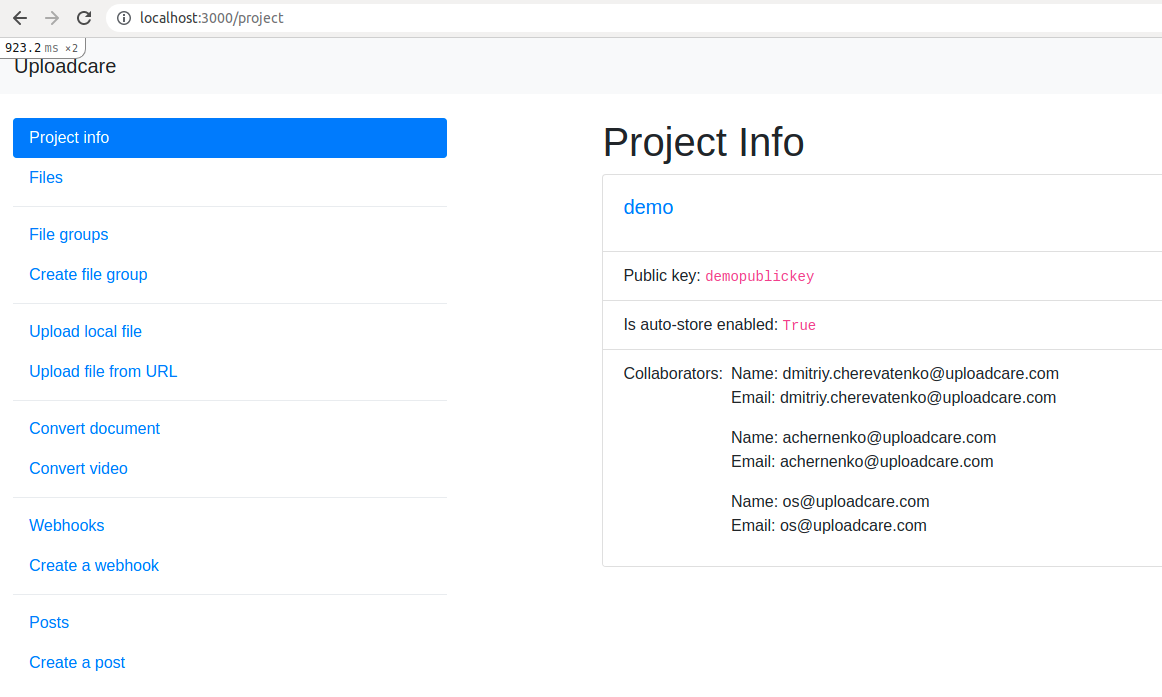 localhost:3000/project
923.2 ms ×2
Uploadcare
Project info
Files
File groups
Create file group
Upload local file
Upload file from URL
Convert document
Convert video
Webhooks
Create a webhook
Posts
Create a post
Project Info
demo
Public key: demopublickey
Is auto-store enabled: True
Collaborators: Name: dmitriy.cherevatenko@uploadcare.com
Email: dmitriy.cherevatenko@uploadcare.com
Name: achernenko@uploadcare.com
Email: achernenko@uploadcare.com
Name: os@uploadcare.com
Email: os@uploadcare.com